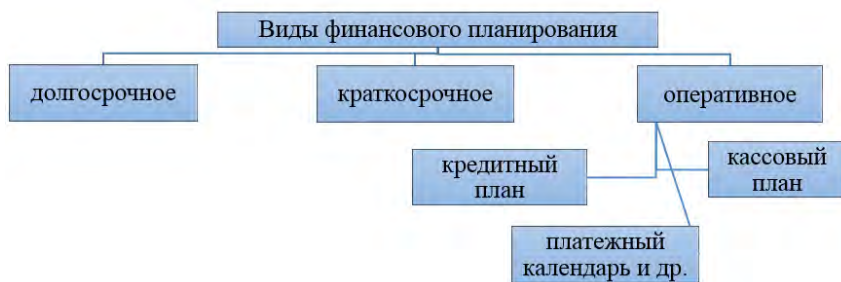 Виды финансового планирования
долгосрочное
краткосрочное
оперативное
кредитный
план
кассовый
план
платежный
календарь и др.